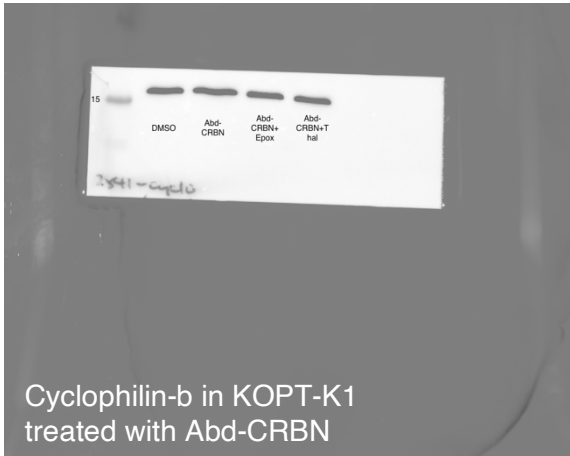 15
DMSO
Abd-
CRBN
Abd-
CRBN+
Epox
Abd-
CRBN+T
hal
Cyclophilin-b in KOPT-K1
treated with Abd-CRBN